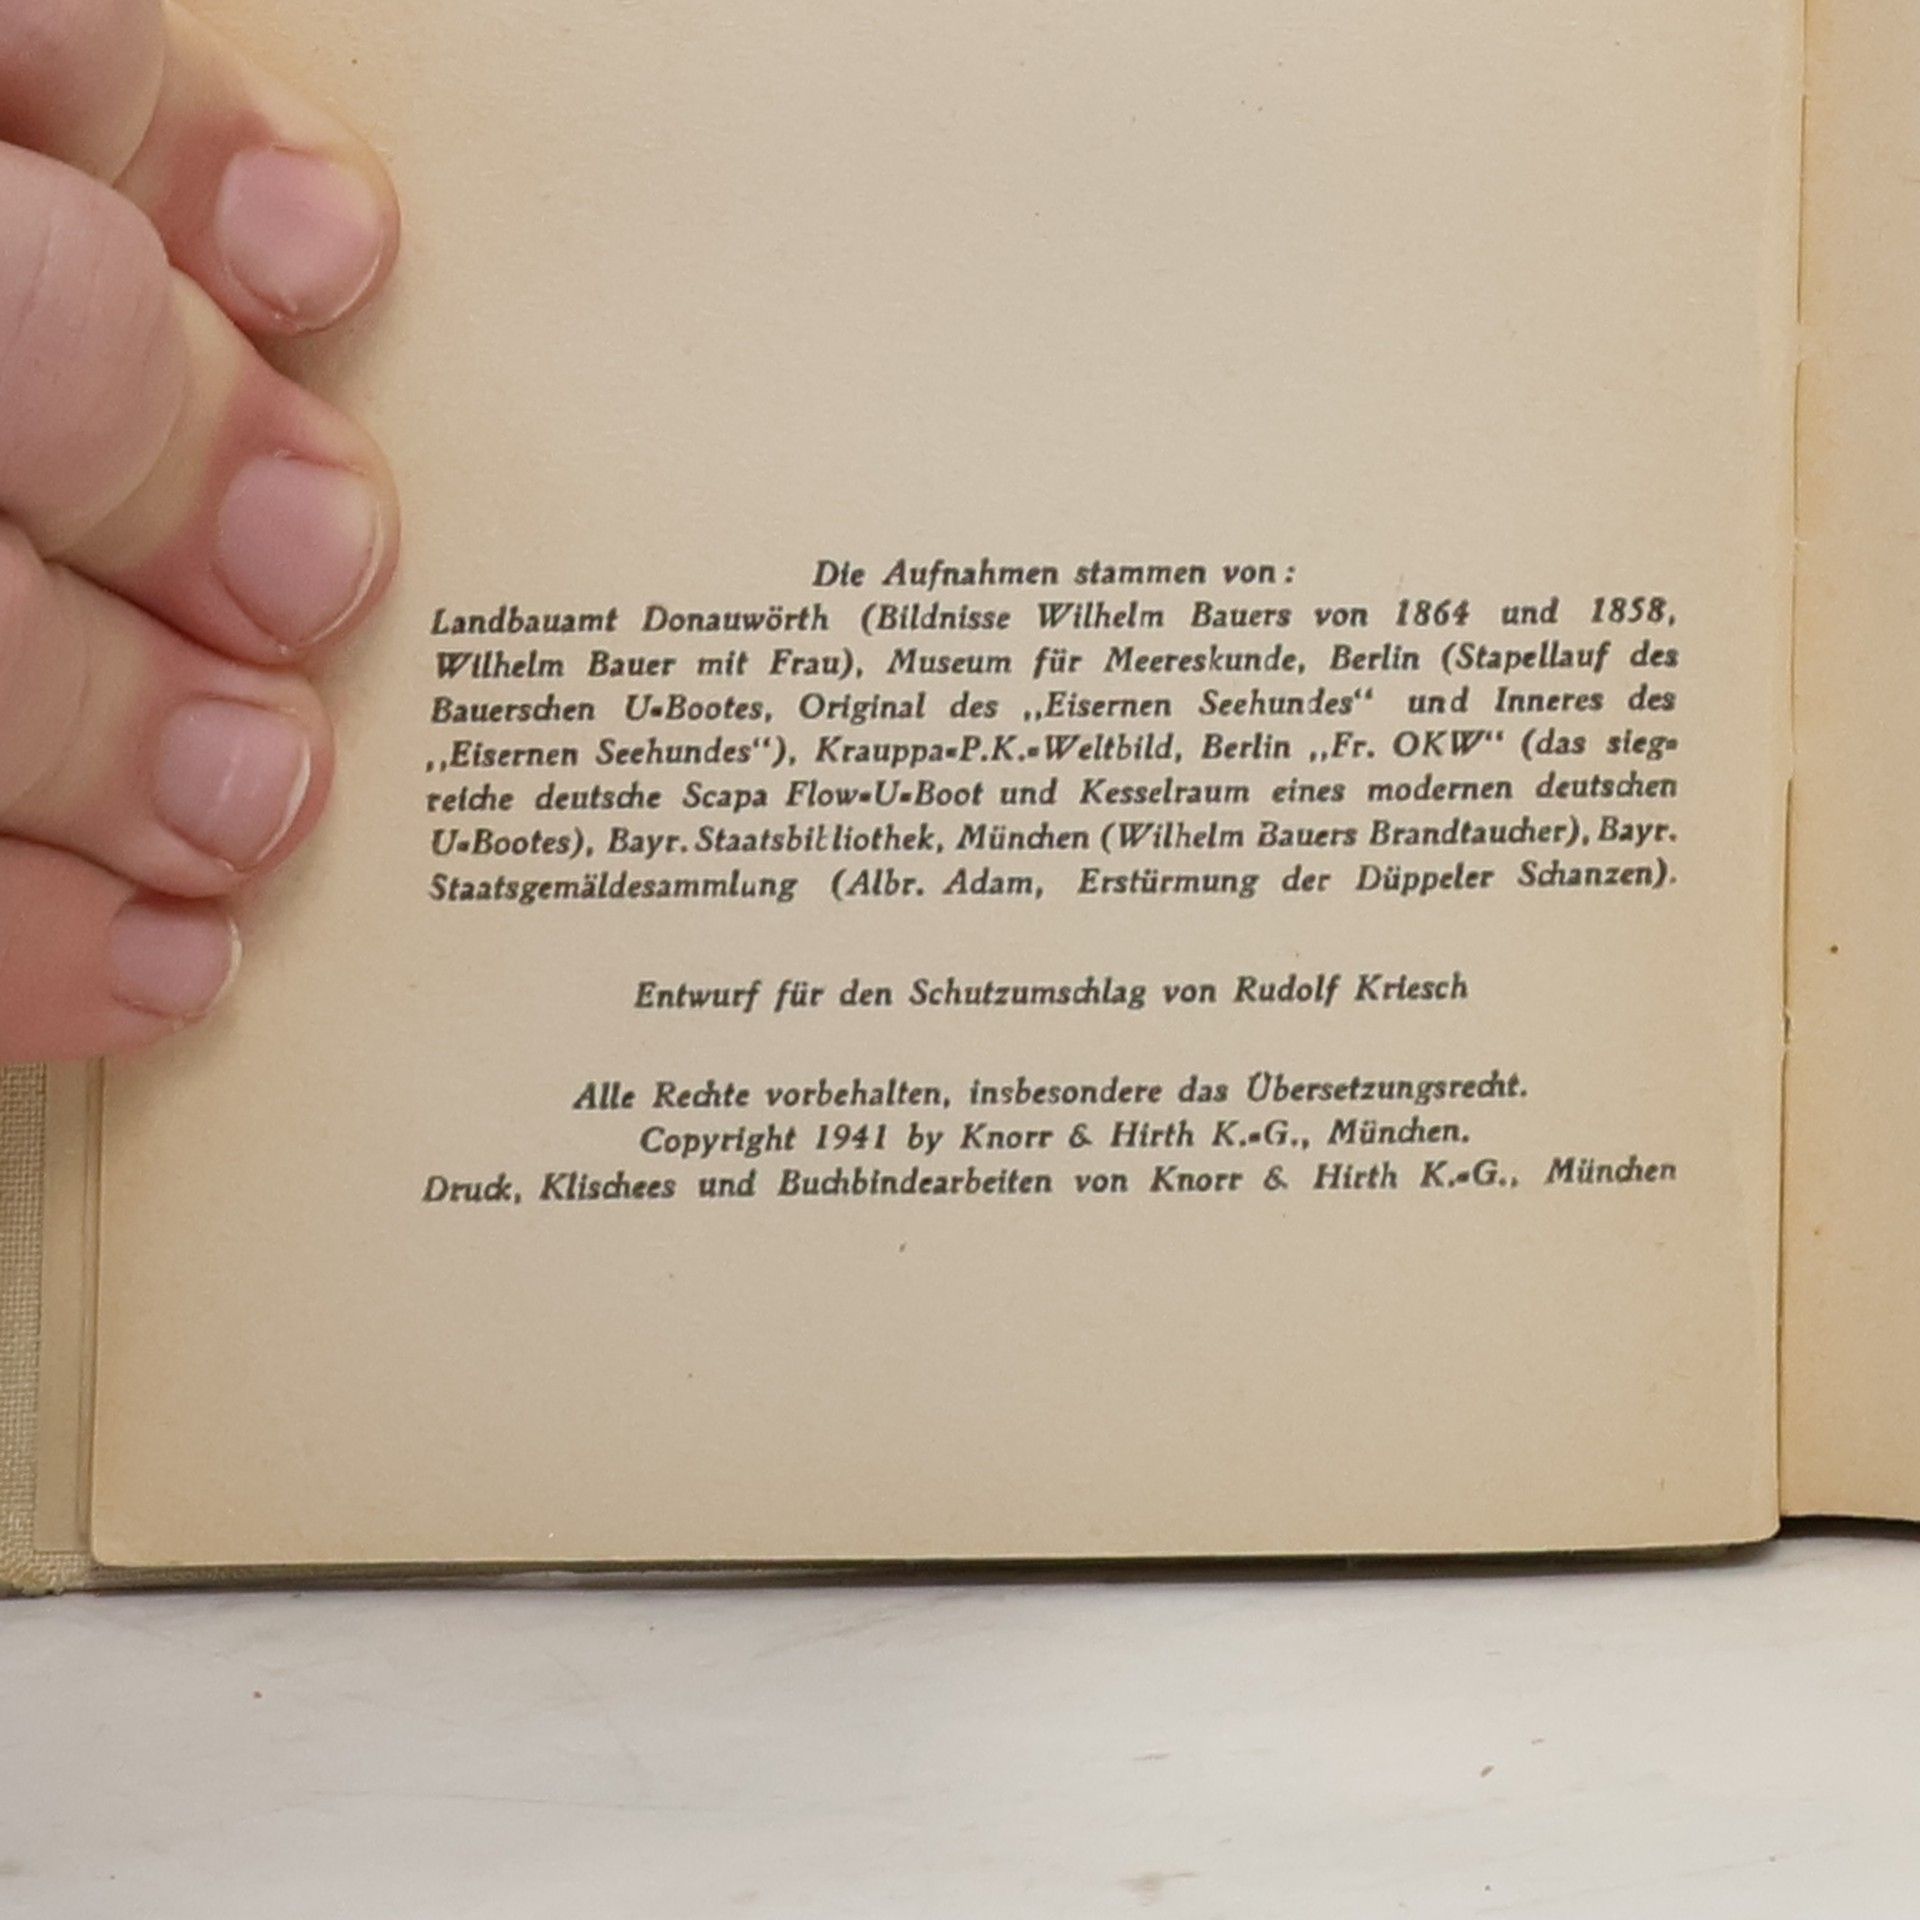 Die Aufnahmen stammen von:
Landbauamt Donauwörth (Bildnisse Wilhelm Bauers von 1864 und 1858,
Wilhelm Bauer mit Frau), Museum für Meereskunde, Berlin (Stapellauf des
Bauerschen U-Bootes, Original des „Eisernen Seehundes“ und Inneres des
„Eisernen Seehundes“), Krauppa-P.K.-Weltbild, Berlin „Fr. OKW“ (das sieg-
reiche deutsche Scapa Flow-U-Boot und Kesselraum eines modernen deutschen
U-Bootes), Bayr. Staatsbibliothek, München (Wilhelm Bauers Brandtaucher), Bayr.
Staatsgemäldesammlung (Albr. Adam, Erstürmung der Düppeler Schanzen).
Entwurf für den Schutzumschlag von Rudolf Kriesch
Alle Rechte vorbehalten, insbesondere das Übersetzungsrecht.
Copyright 1941 by Knorr & Hirth K.-G., München.
Druck, Klischees und Buchbindearbeiten von Knorr & Hirth K.-G., München